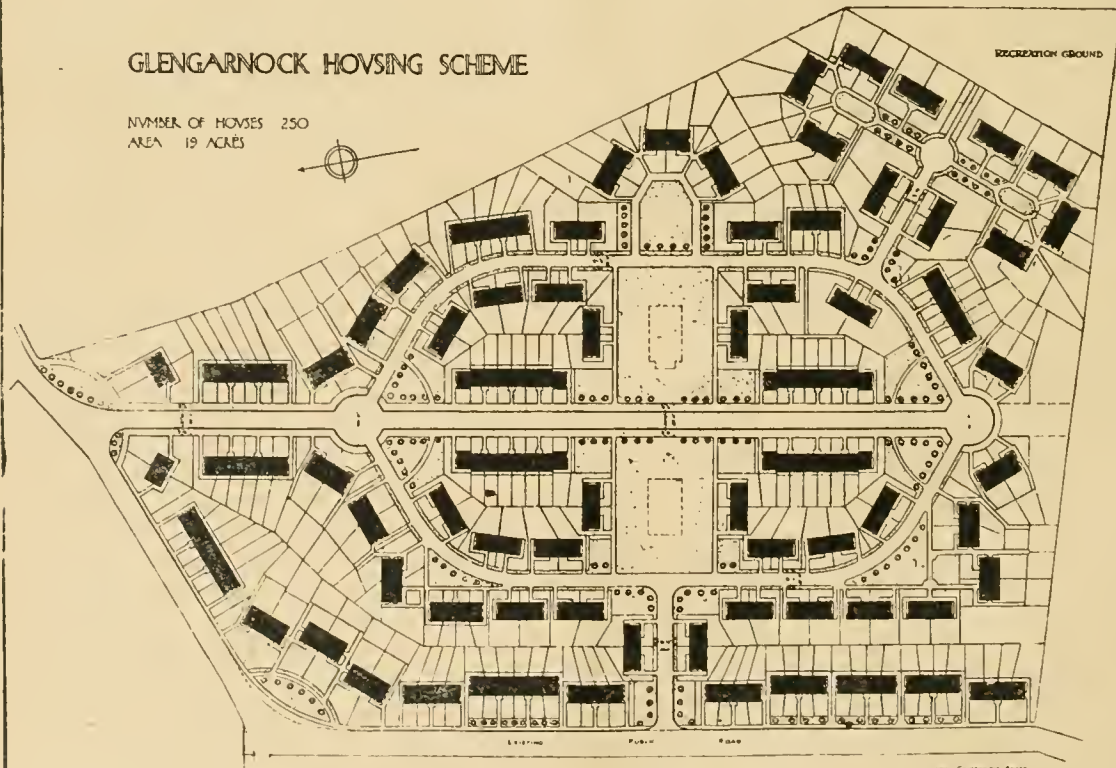 GLENGARNOCK HOVSING SCHEME
RECREATION GROUND
NVMBER OF HOVSES 250
AREA 19 ACRES
EXISTING PUBLIC ROAD